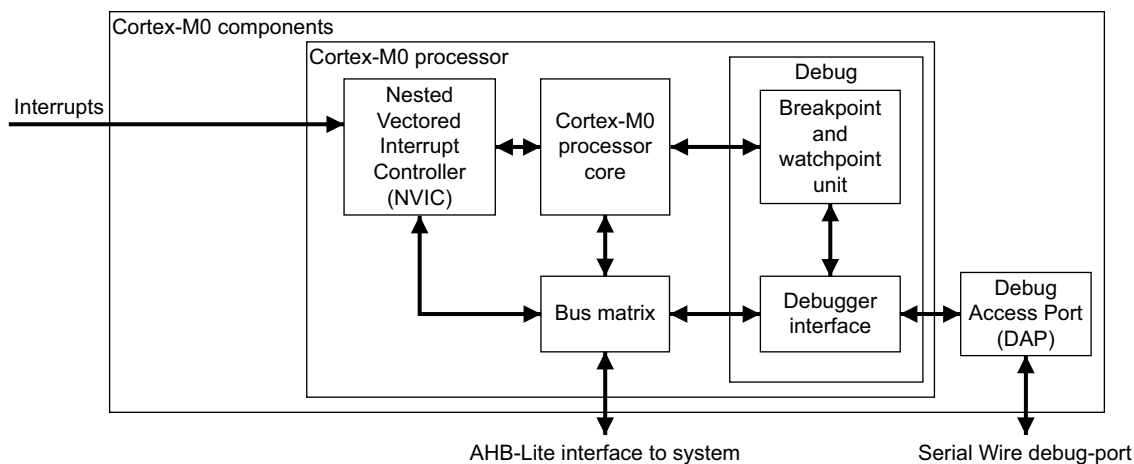 Cortex-M0 components
Cortex-M0 processor
Interrupts
Nested
Vectored
Interrupt
Controller
(NVIC)
Cortex-M0
processor
core
Debug
Breakpoint
and
watchpoint
unit
Bus matrix
Debugger
interface
Debug
Access Port
(DAP)
AHB-Lite interface to system
Serial Wire debug-port